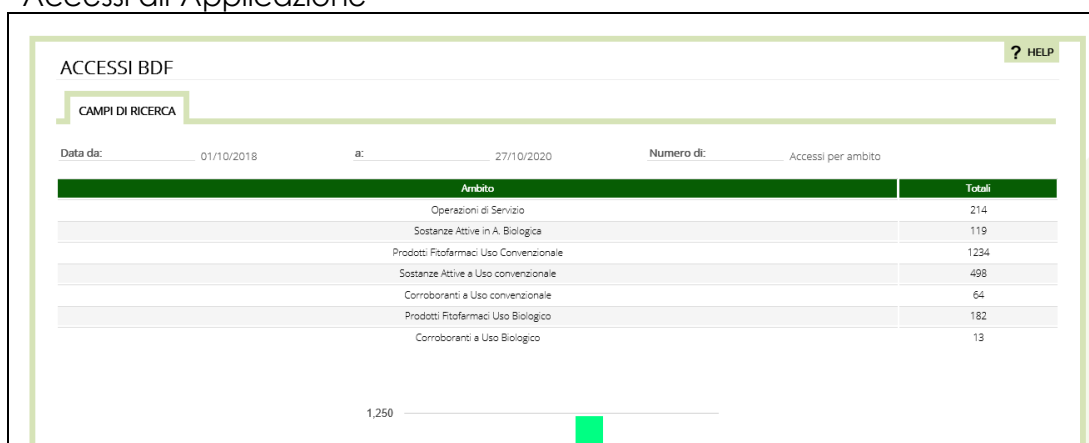 Accessi all'Applicazione
? HELP
ACCESSI BDF
CAMPI DI RICERCA
Data da: 01/10/2018 a: 27/10/2020 Numero di: Accessi per ambito
Ambito Totali
Operazioni di Servizio 214
Sostanze Attive in A. Biologica 119
Prodotti Fitofarmaci Uso Convenzionale 1234
Sostanze Attive a Uso convenzionale 498
Corroboranti a Uso convenzionale 64
Prodotti Fitofarmaci Uso Biologico 182
Corroboranti a Uso Biologico 13
1,250